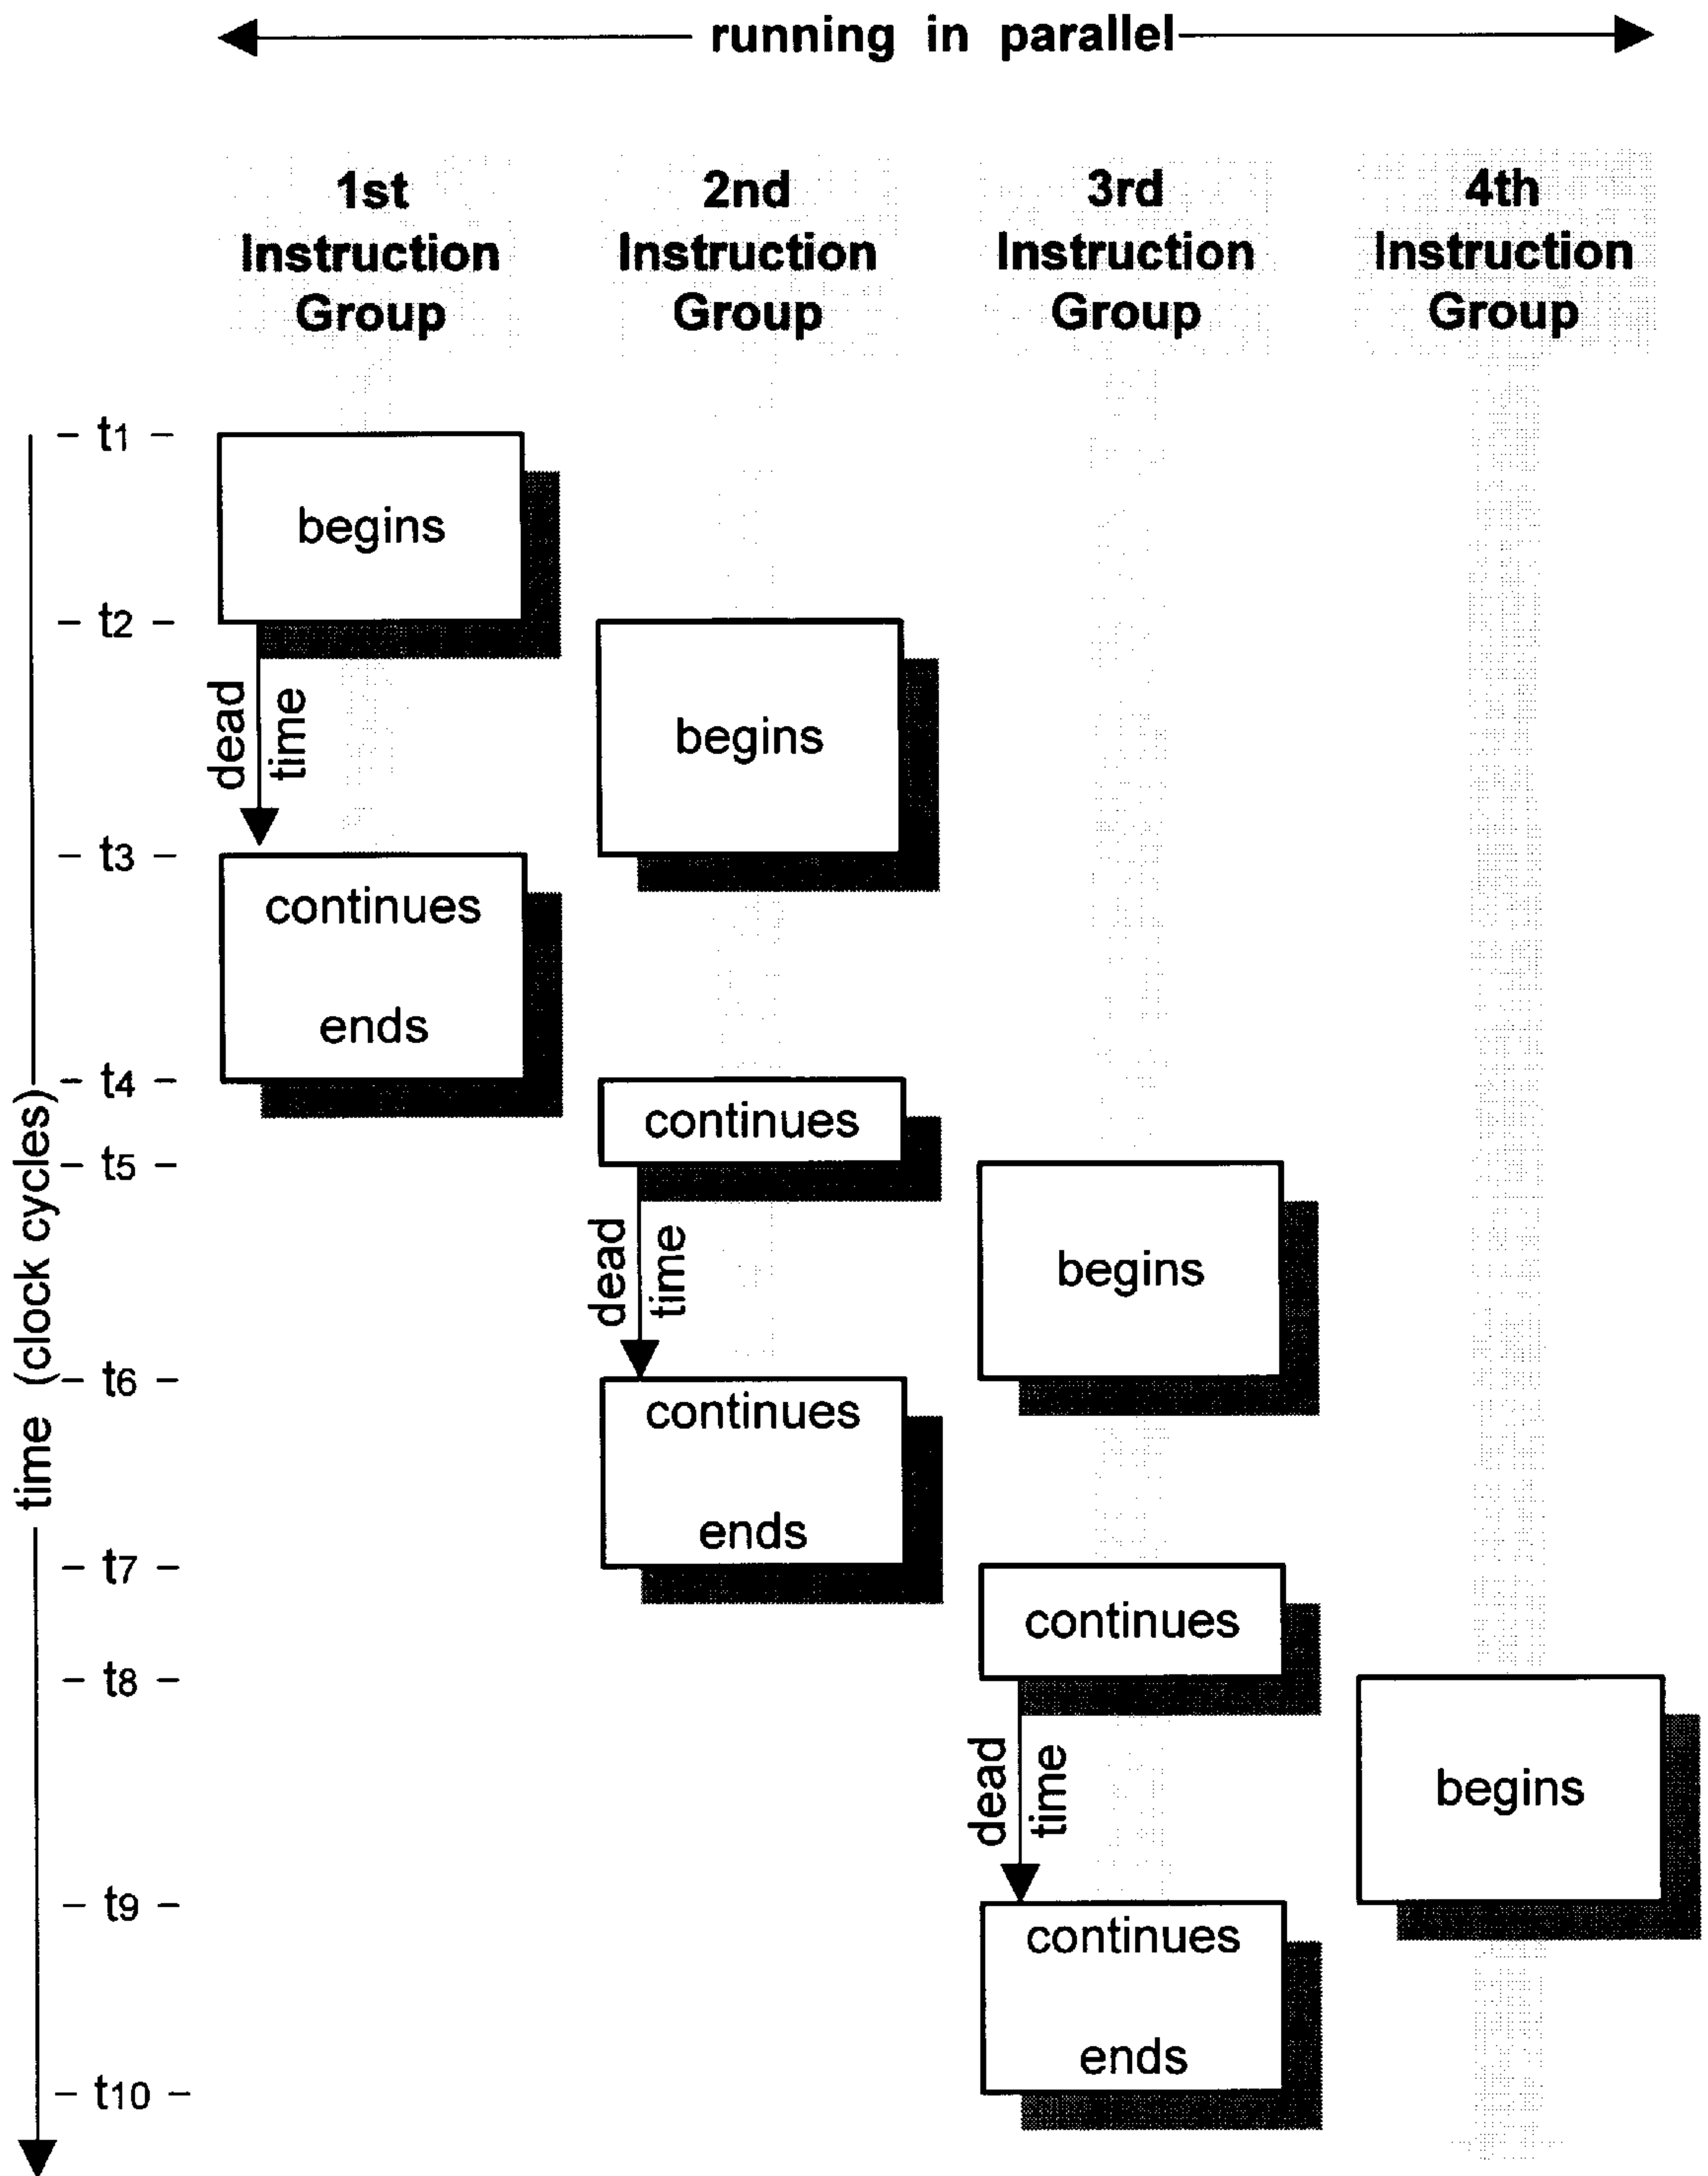 running in parallel
1st
Instruction
Group
2nd
Instruction
Group
3rd
Instruction
Group
4th
Instruction
Group
time (clock cycles)
– t1 –
begins
– t2 –
begins
dead
time
– t3 –
continues
ends
– t4 –
continues
– t5 –
begins
dead
time
– t6 –
continues
ends
– t7 –
continues
– t8 –
begins
dead
time
– t9 –
continues
ends
– t10 –